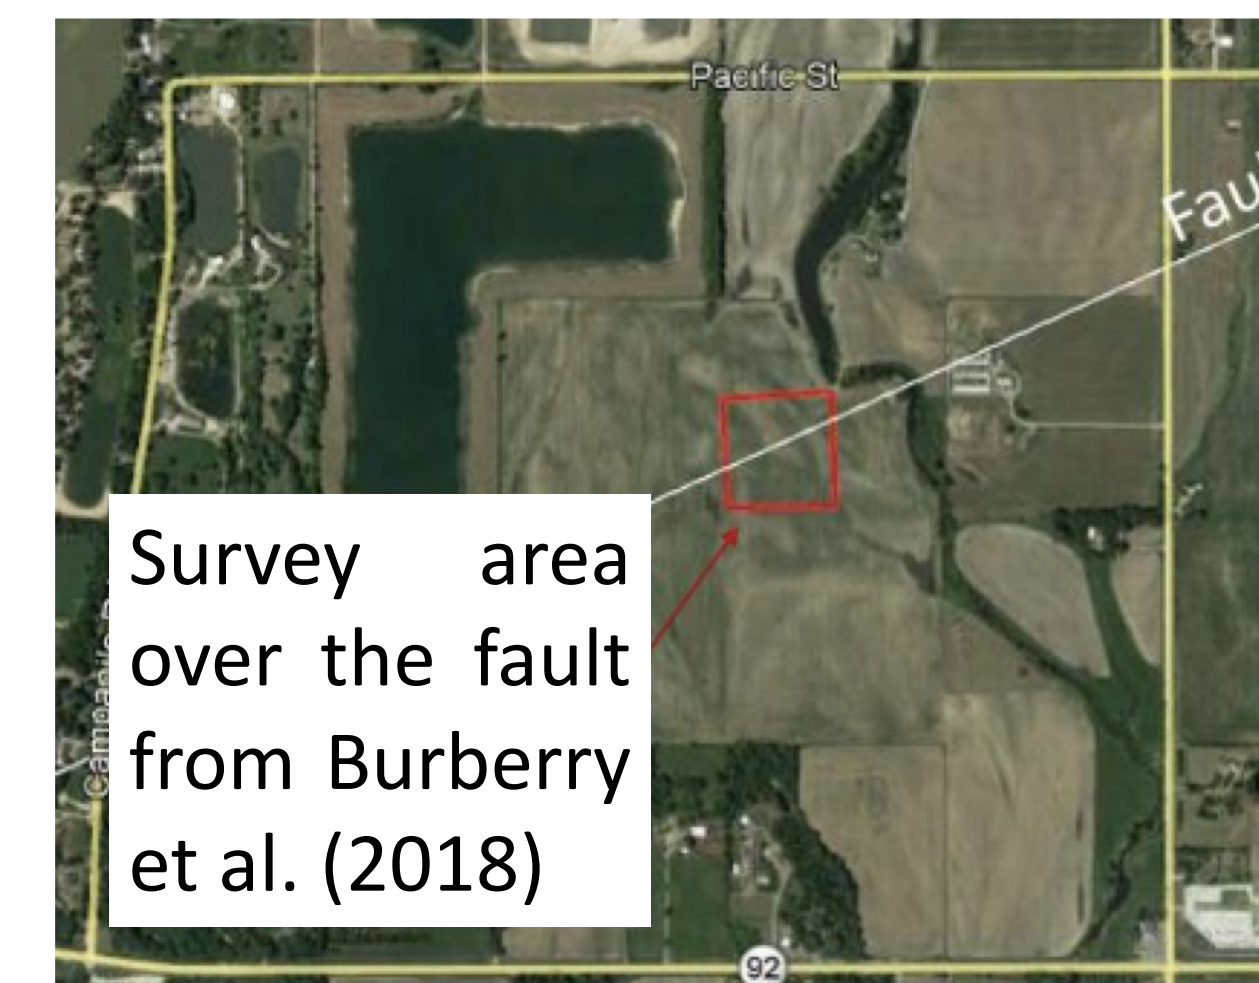 Pacific St
Fau
Survey area
over the fault
from Burberry
et al. (2018)
92